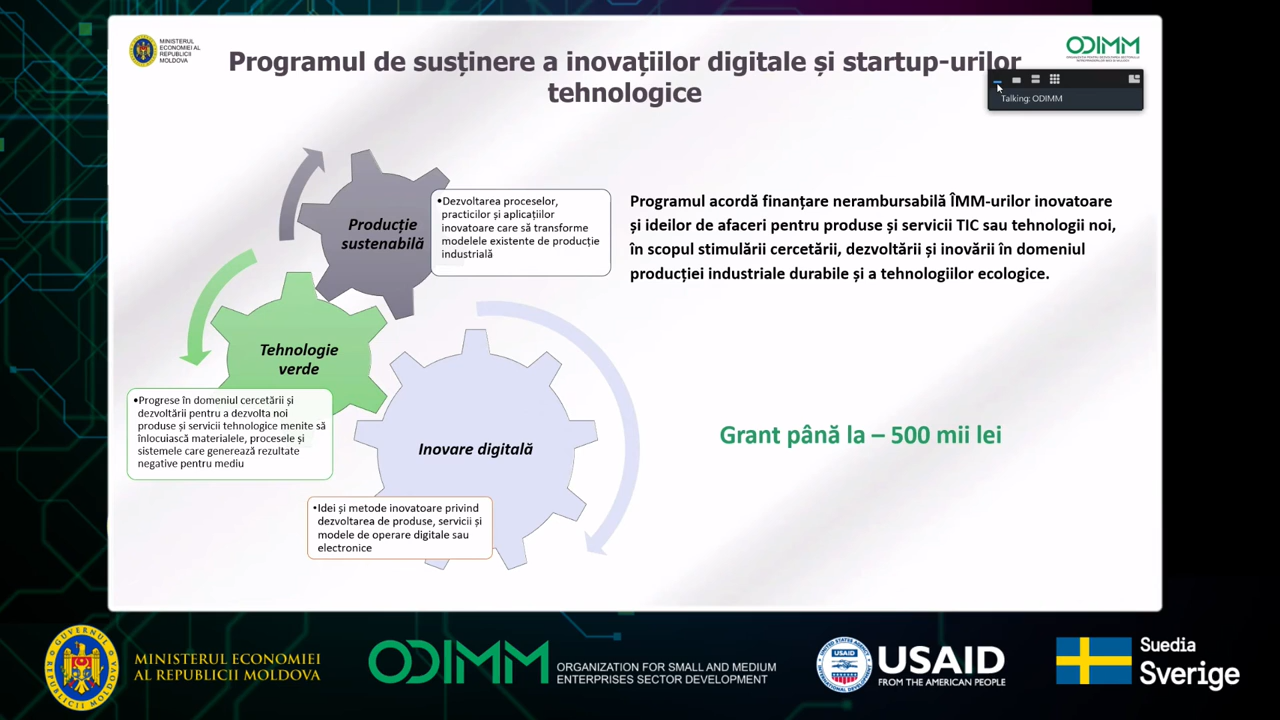 MINISTERUL
ECONOMIEI AL
REPUBLICII
MOLDOVA
Programul de susținere a inovațiilor digitale și startup-urilor
tehnologice
ODIMM
Talking: ODIMM
Producție
sustenabilă
•Dezvoltarea proceselor,
practicilor și aplicațiilor
inovatoare care să transforme
modelele existente de producție
industrială
Programul acordă finanțare nerambursabilă ÎMM-urilor inovatoare
și ideilor de afaceri pentru produse și servicii TIC sau tehnologii noi,
în scopul stimulării cercetării, dezvoltării și inovării în domeniul
producției industriale durabile și a tehnologiilor ecologice.
Tehnologie
verde
•Progrese în domeniul cercetării și
dezvoltării pentru a dezvolta noi
produse și servicii tehnologice menite să
înlocuiască materialele, procesele și
sistemele care generează rezultate
negative pentru mediu
Inovare digitală
•Idei și metode inovatoare privind
dezvoltarea de produse, servicii și
modele de operare digitale sau
electronice
Grant până la – 500 mii lei
GUVERNUL
REPUBLICII MOLDOVA
MINISTERUL ECONOMIEI
AL REPUBLICII MOLDOVA
ODIMM
ORGANIZATION FOR SMALL AND MEDIUM
ENTERPRISES SECTOR DEVELOPMENT
USAID
USAID
FROM THE AMERICAN PEOPLE
Suedia
Sverige